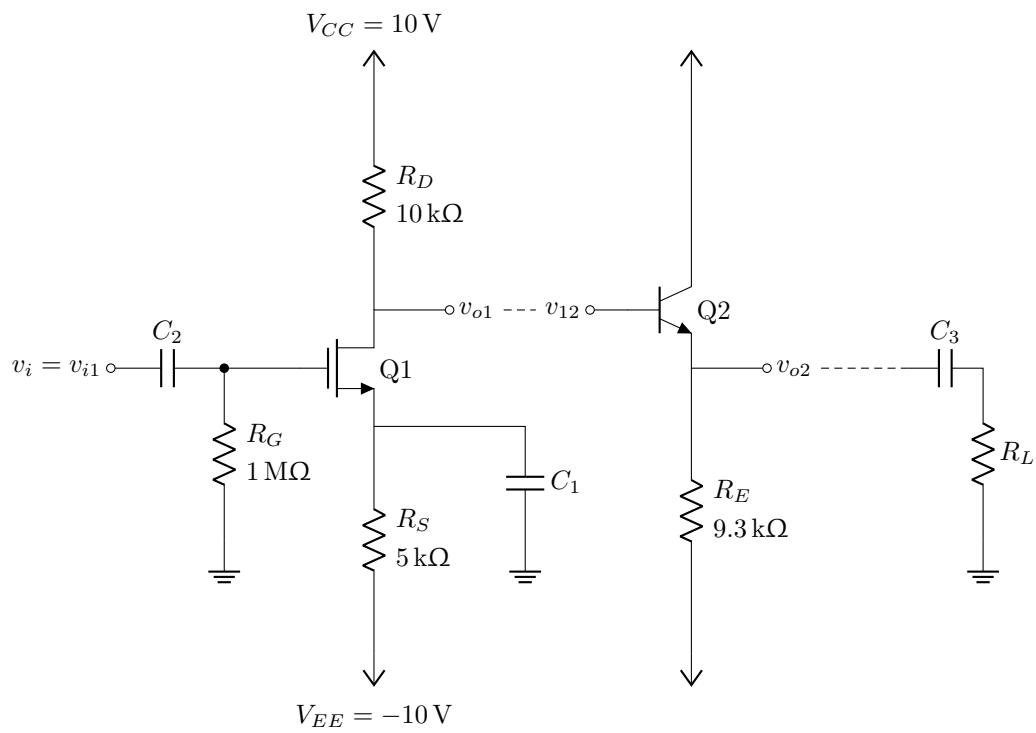 V_CC = 10 V
R_D
10 kΩ
v_o1
v_12
Q2
C_2
C_3
v_i = v_i1
Q1
v_o2
R_G
1 MΩ
R_L
C_1
R_E
9.3 kΩ
R_S
5 kΩ
V_EE = −10 V